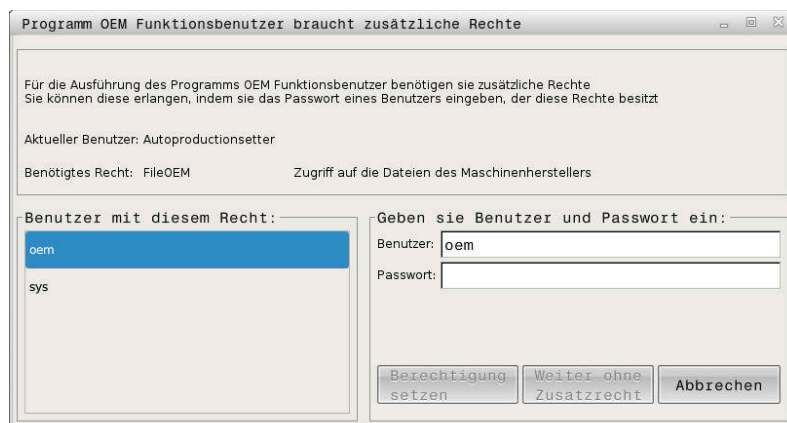 Programm OEM Funktionsbenutzer braucht zusätzliche Rechte
Für die Ausführung des Programms OEM Funktionsbenutzer benötigen sie zusätzliche Rechte
Sie können diese erlangen, indem sie das Passwort eines Benutzers eingeben, der diese Rechte besitzt
Aktueller Benutzer: Autoproductionsetter
Benötigtes Recht: FileOEM Zugriff auf die Dateien des Maschinenherstellers
Benutzer mit diesem Recht:
oem
sys
Geben sie Benutzer und Passwort ein:
Benutzer: oem
Passwort:
Berechtigung
setzen
Weiter ohne
Zusatzrecht
Abbrechen